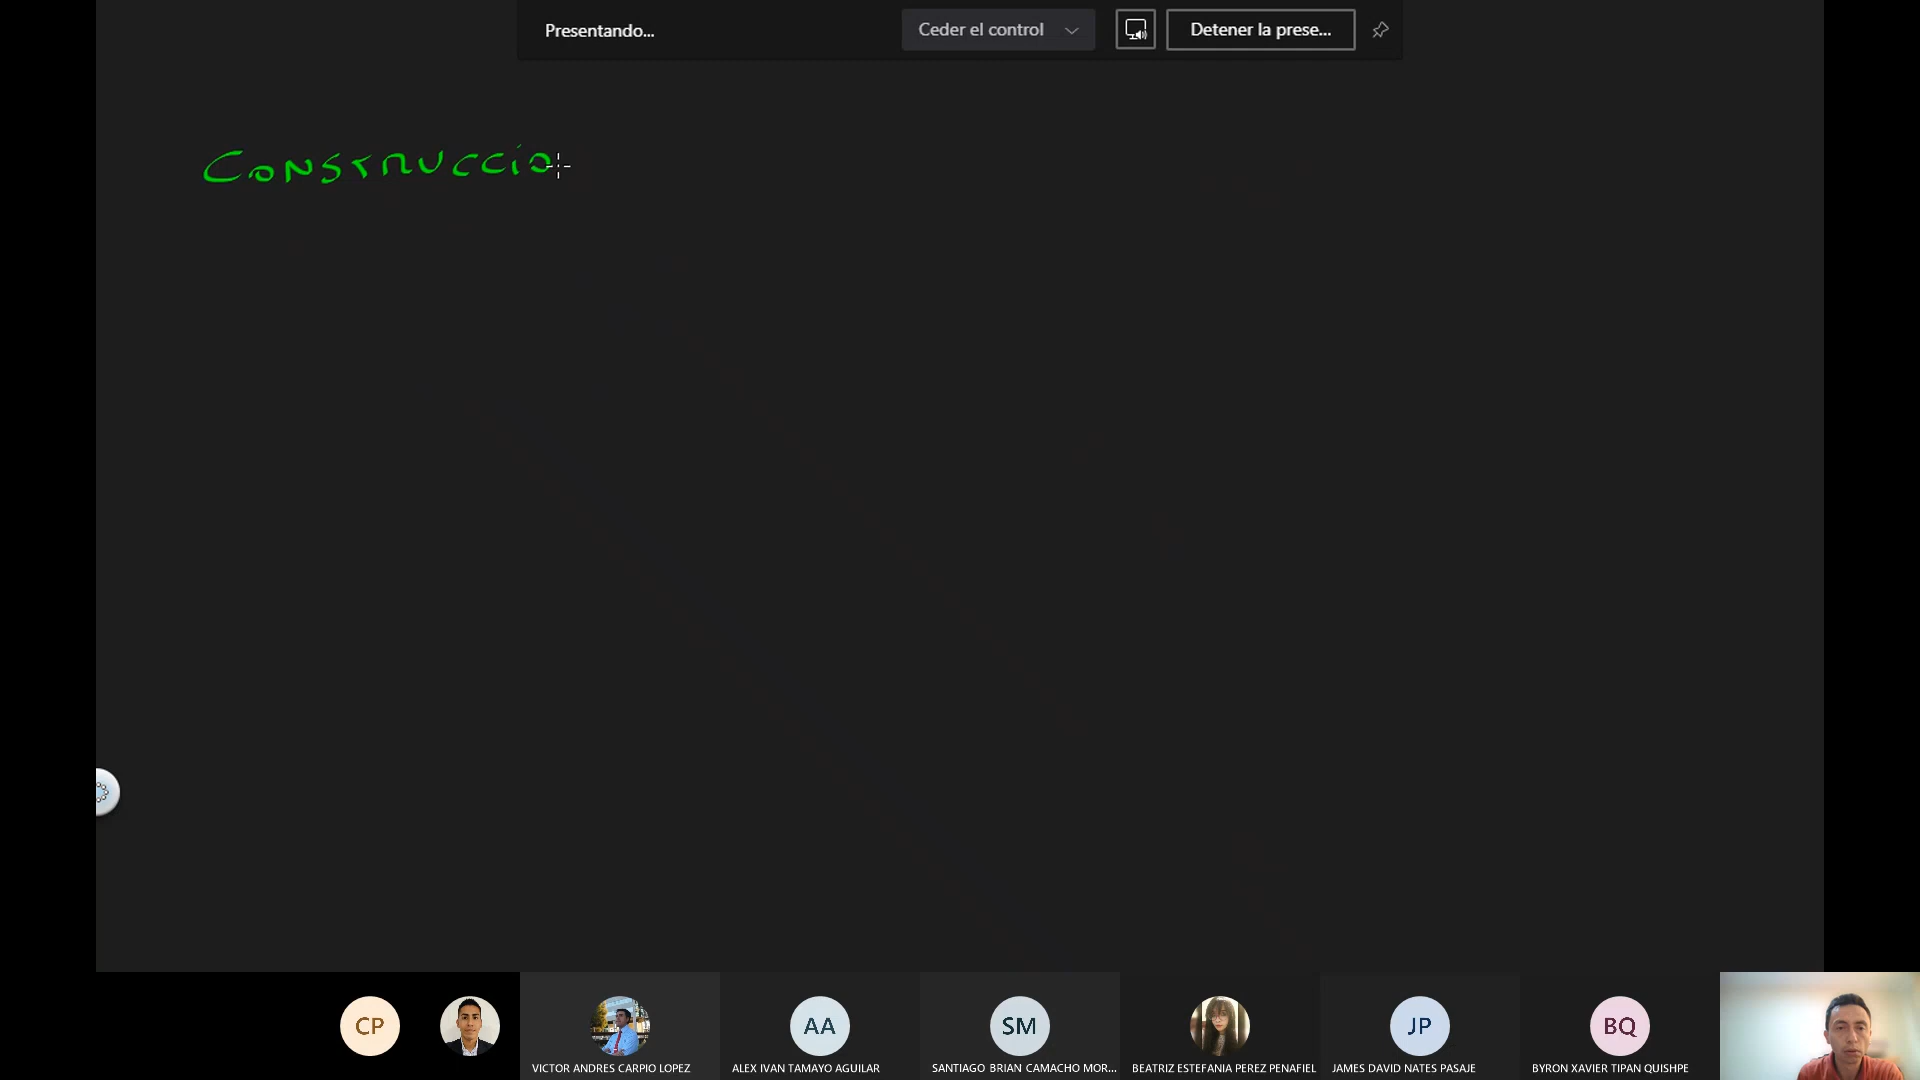 Presentando...
Ceder el control
Detener la prese...
CONSTRUCCIO
CP
AA
SM
JP
BQ
VICTOR ANDRES CARPIO LOPEZ
ALEX IVAN TAMAYO AGUILAR
SANTIAGO BRIAN CAMACHO MOR...
BEATRIZ ESTEFANIA PEREZ PENAFIEL
JAMES DAVID NATES PASAJE
BYRON XAVIER TIPAN QUISHPE